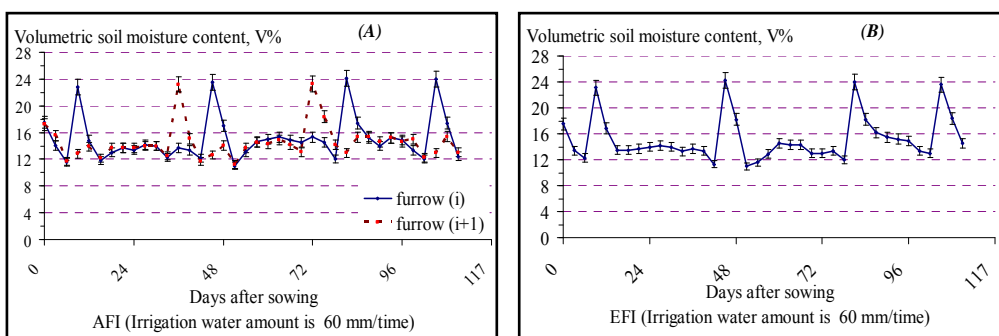 Volumetric soil moisture content, V% (A)
28
24
20
16
12
8
4
0
furrow (i)
furrow (i+1)
0 24 48 72 96 117
Days after sowing
AFI (Irrigation water amount is 60 mm/time)
Volumetric soil moisture content, V% (B)
28
24
20
16
12
8
4
0
0 24 48 72 96 117
Days after sowing
EFI (Irrigation water amount is 60 mm/time)